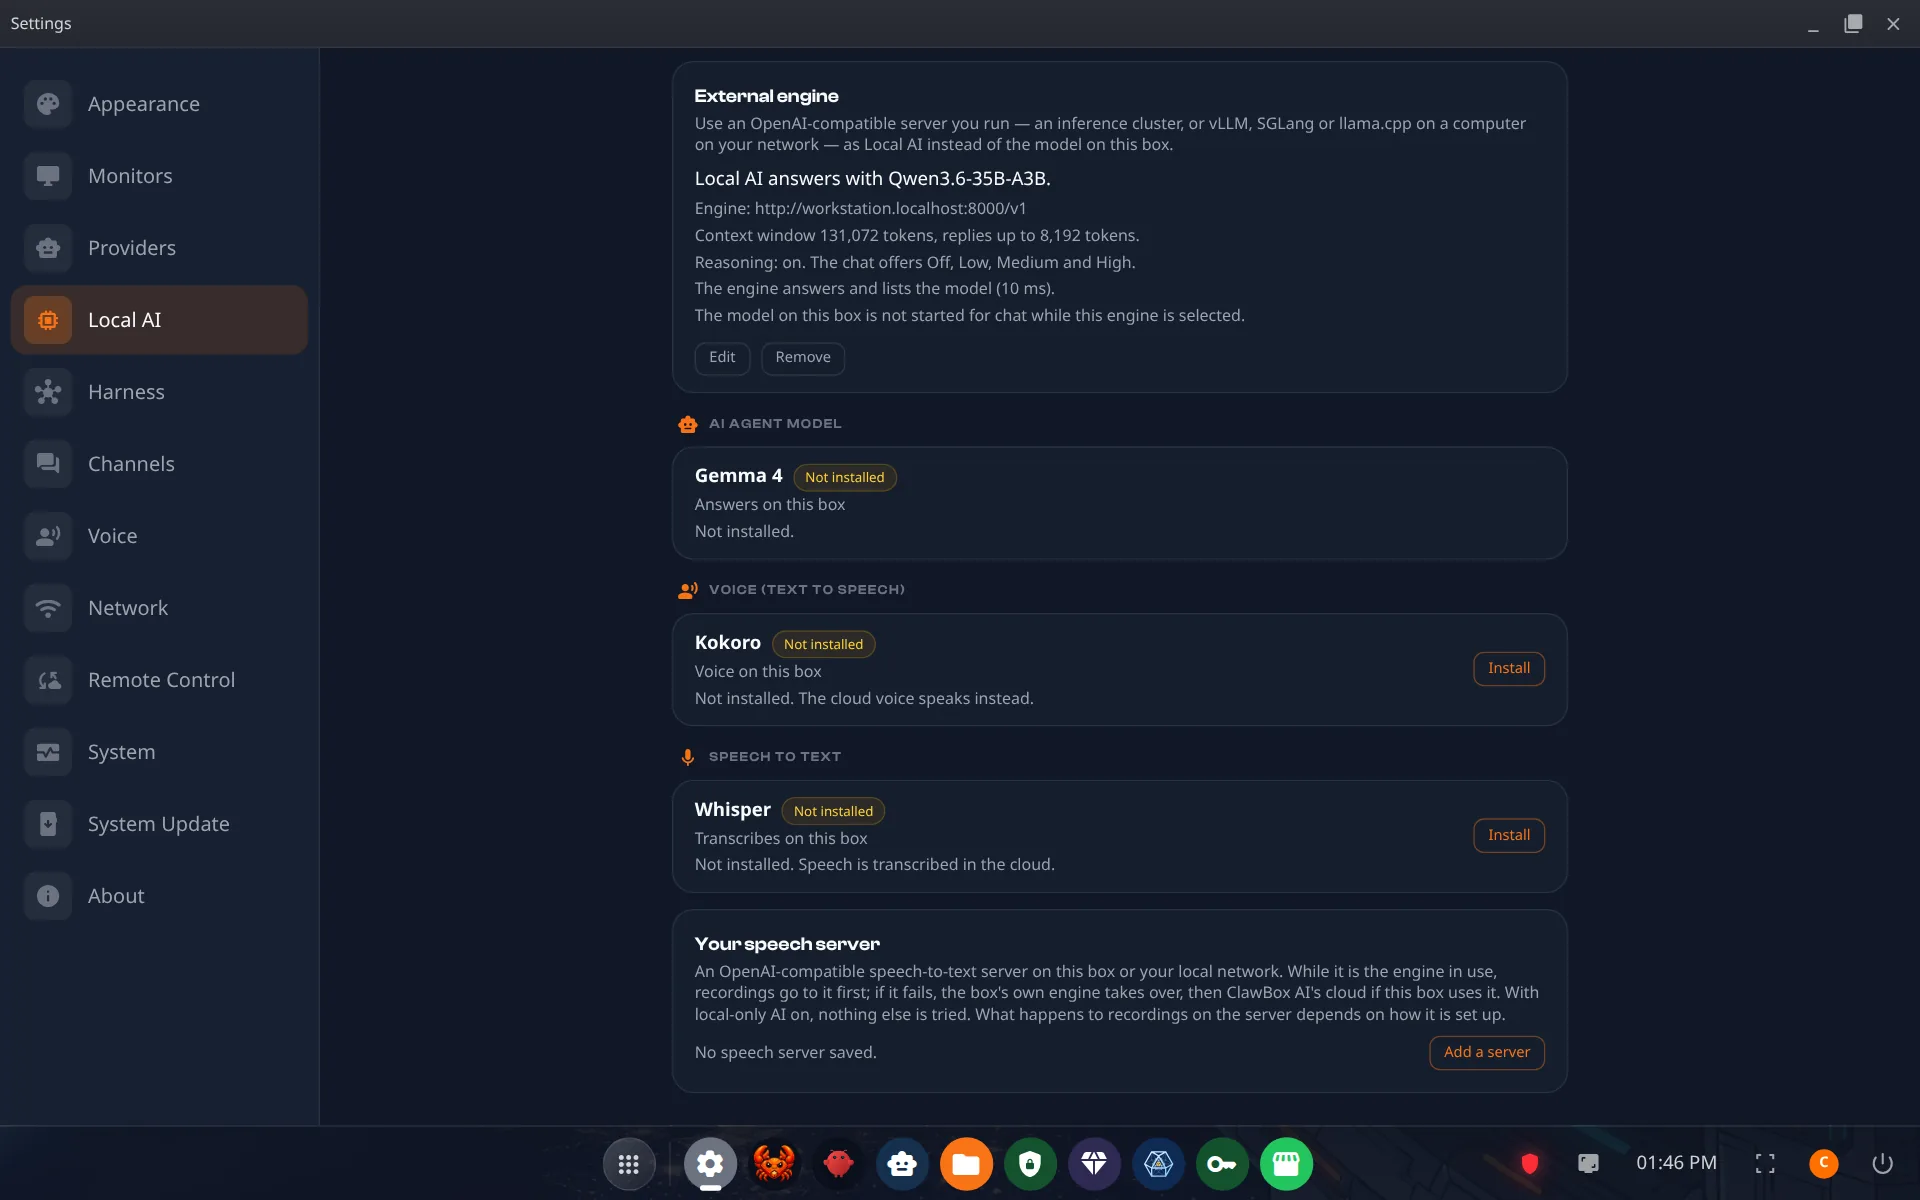 Settings
Appearance
Monitors
Providers
Local AI
Harness
Channels
Voice
Network
Remote Control
System
System Update
About
External engine
Use an OpenAI-compatible server you run — an inference cluster, or vLLM, SGLang or llama.cpp on a computer
on your network — as Local AI instead of the model on this box.
Local AI answers with Qwen3.6-35B-A3B.
Engine: http://workstation.localhost:8000/v1
Context window 131,072 tokens, replies up to 8,192 tokens.
Reasoning: on. The chat offers Off, Low, Medium and High.
The engine answers and lists the model (10 ms).
The model on this box is not started for chat while this engine is selected.
Edit
Remove
AI AGENT MODEL
Gemma 4 Not installed
Answers on this box
Not installed.
VOICE (TEXT TO SPEECH)
Kokoro Not installed
Voice on this box
Not installed. The cloud voice speaks instead.
Install
SPEECH TO TEXT
Whisper Not installed
Transcribes on this box
Not installed. Speech is transcribed in the cloud.
Install
Your speech server
An OpenAI-compatible speech-to-text server on this box or your local network. While it is the engine in use,
recordings go to it first; if it fails, the box's own engine takes over, then ClawBox AI's cloud if this box uses it. With
local-only AI on, nothing else is tried. What happens to recordings on the server depends on how it is set up.
No speech server saved.
Add a server
01:46 PM
C